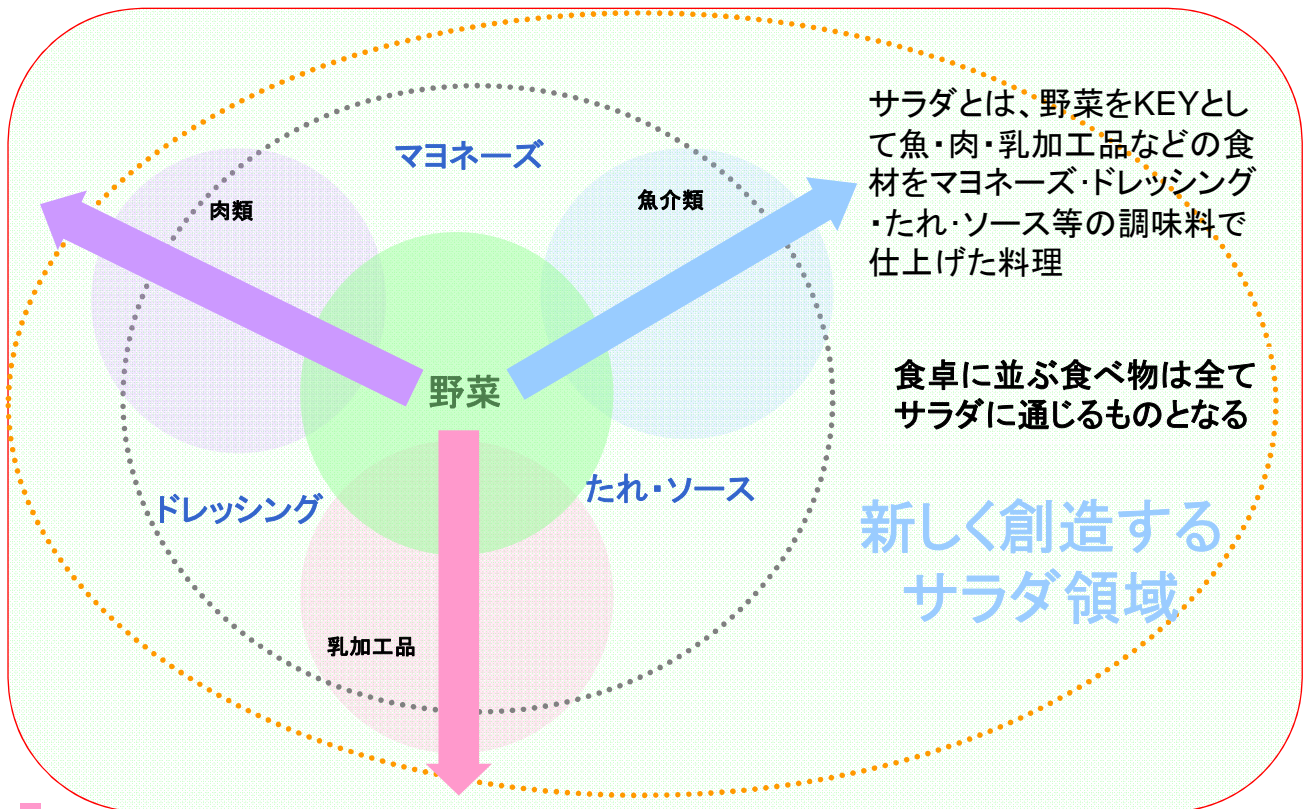 マヨネーズ
肉類
魚介類
野菜
ドレッシング
たれ・ソース
乳加工品
サラダとは、野菜をKEYとし
て魚・肉・乳加工品などの食
材をマヨネーズ・ドレッシング
・たれ・ソース等の調味料で
仕上げた料理
食卓に並ぶ食べ物は全て
サラダに通じるものとなる
新しく創造する
サラダ領域